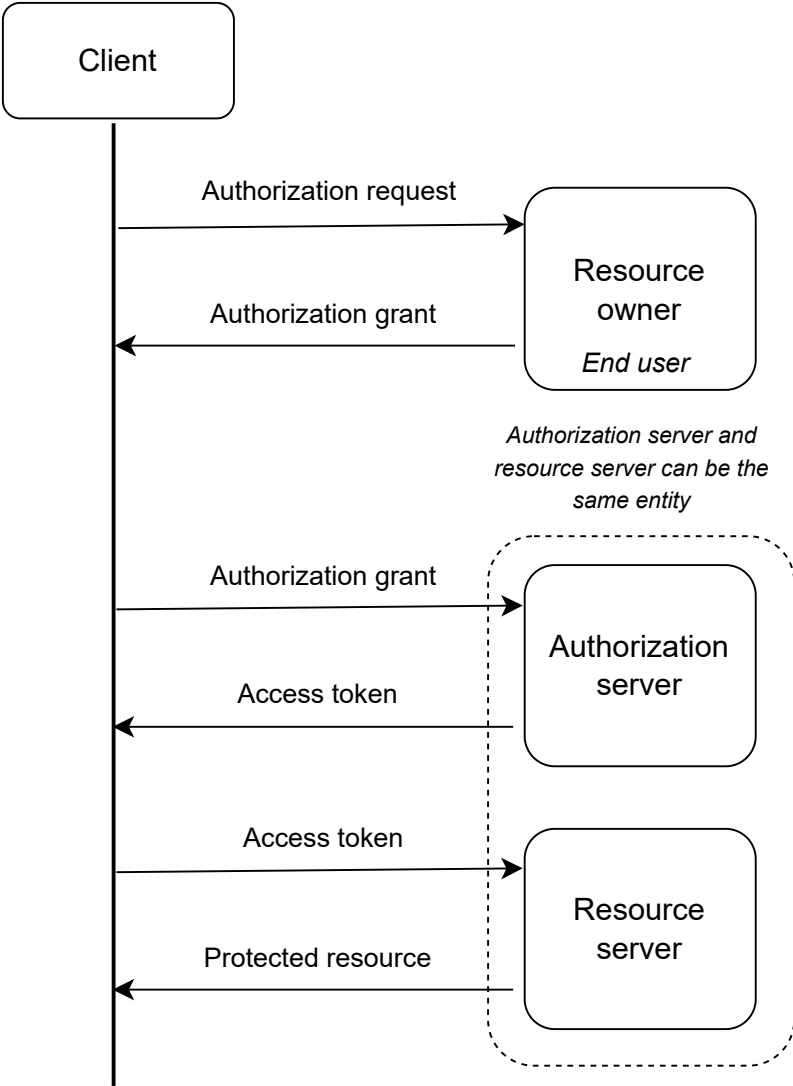 Client
Authorization request
Resource
owner
End user
Authorization grant
Authorization server and
resource server can be the
same entity
Authorization grant
Authorization
server
Access token
Access token
Resource
server
Protected resource